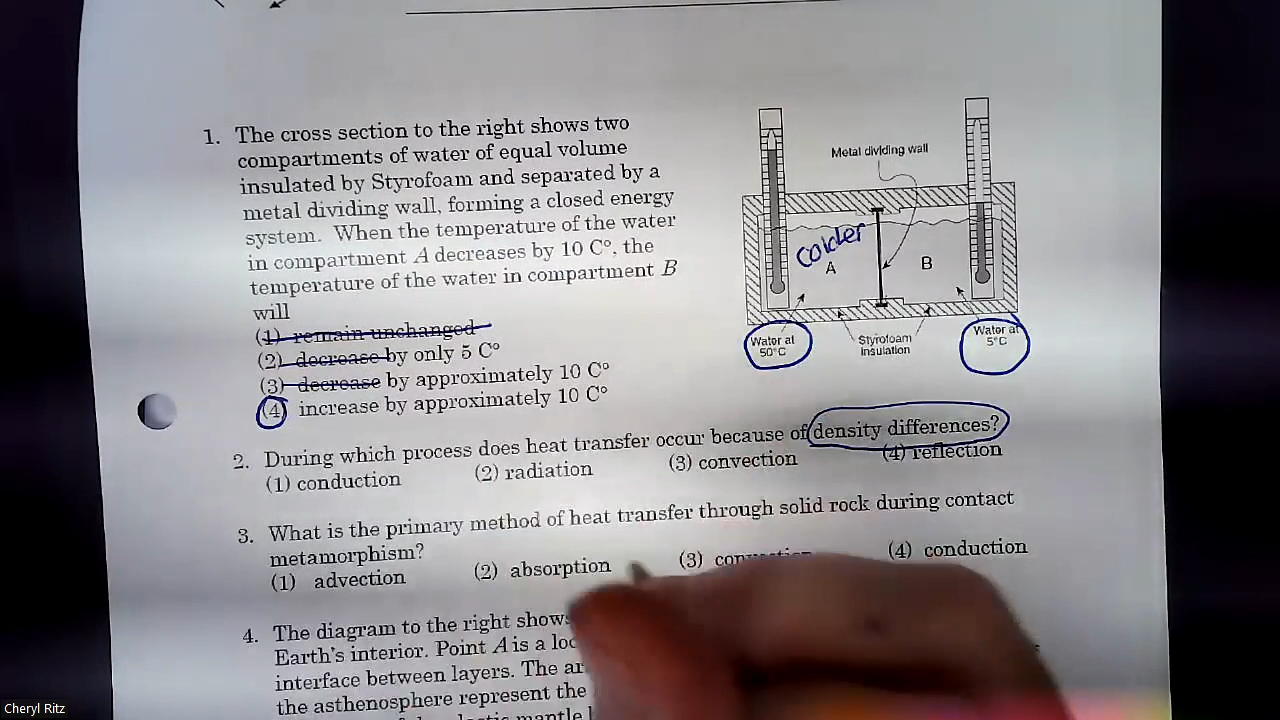 1. The cross section to the right shows two
compartments of water of equal volume
insulated by Styrofoam and separated by a
metal dividing wall, forming a closed energy
system. When the temperature of the water
in compartment A decreases by 10 C°, the
temperature of the water in compartment B
will
(1) remain unchanged
(2) decrease by only 5 C°
(3) decrease by approximately 10 C°
(4) increase by approximately 10 C°
Metal dividing wall
colder
A
B
Water at
50°C
Styrofoam
Insulation
Water at
5°C
2. During which process does heat transfer occur because of density differences?
(1) conduction (2) radiation (3) convection (4) reflection
3. What is the primary method of heat transfer through solid rock during contact
metamorphism?
(1) advection (2) absorption (3) (4) conduction
4. The diagram to the right shows
Earth's interior. Point A is a
interface between layers. The
the asthenosphere represent the
mantle
Cheryl Ritz